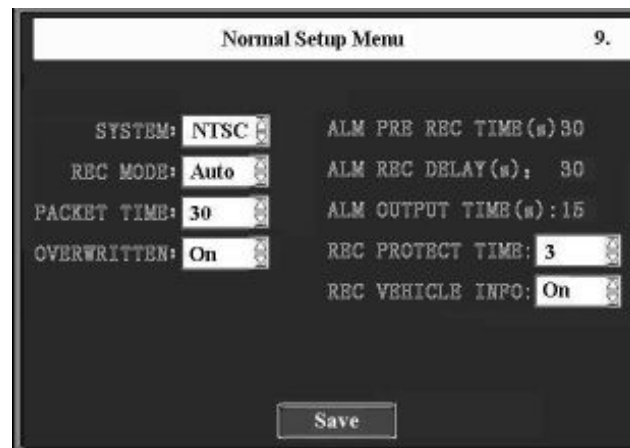 Normal Setup Menu 9.
SYSTEM: NTSC
REC MODE: Auto
PACKET TIME: 30
OVERWRITTEN: On
ALM PRE REC TIME(s)30
ALM REC DELAY(s): 30
ALM OUTPUT TIME(s):15
REC PROTECT TIME: 3
REC VEHICLE INFO: On
Save